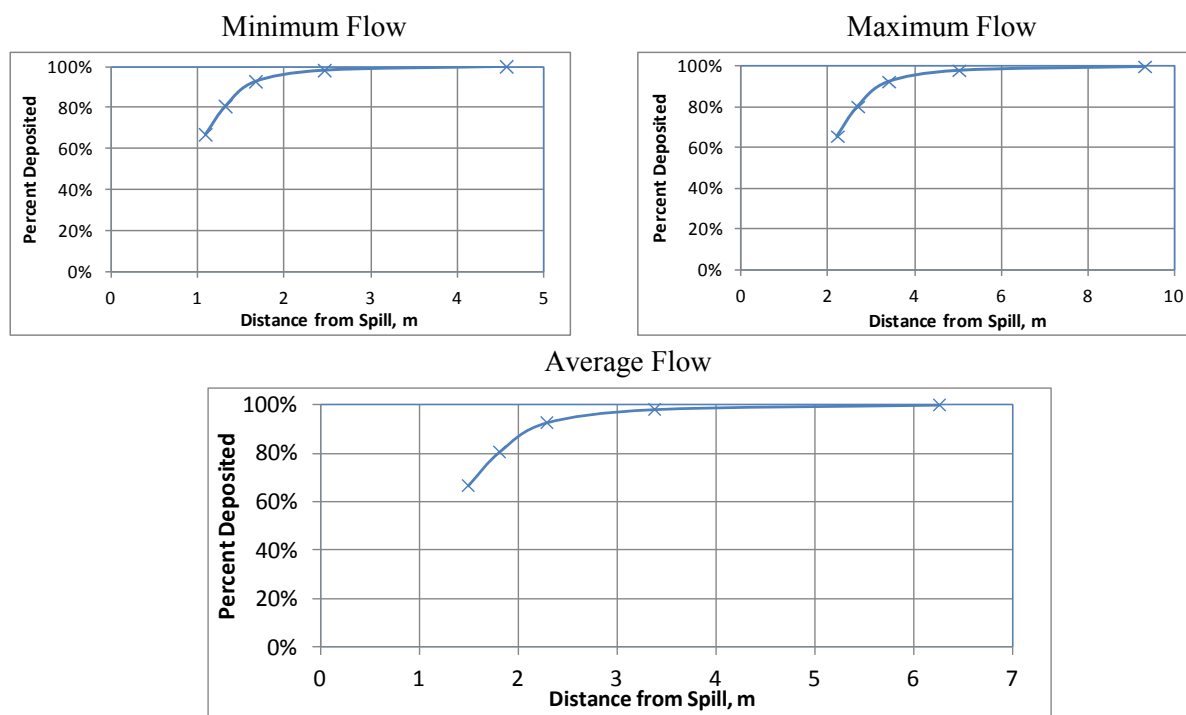 Minimum Flow
100%
80%
60%
40%
20%
0%
Percent Deposited
0 1 2 3 4 5
Distance from Spill, m
Maximum Flow
100%
80%
60%
40%
20%
0%
Percent Deposited
0 2 4 6 8 10
Distance from Spill, m
Average Flow
100%
80%
60%
40%
20%
0%
Percent Deposited
0 1 2 3 4 5 6 7
Distance from Spill, m